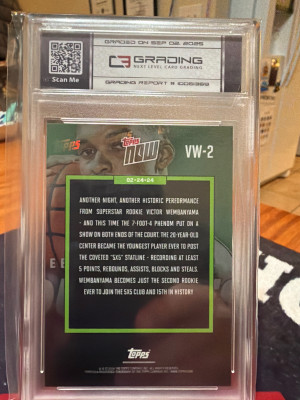 GRADED ON SEP 02, 2025
Scan Me
GRADING
NEXT LEVEL CARD GRADING
Topps
NOW
VW-2
02-24-24
ANOTHER NIGHT, ANOTHER HISTORIC PERFORMANCE
FROM SUPERSTAR ROOKIE VICTOR WEMBANYAMA
- AND THIS TIME THE 7-FOOT-4 PHENOM PUT ON A
SHOW ON BOTH ENDS OF THE COURT. THE 20-YEAR-OLD
CENTER BECAME THE YOUNGEST PLAYER EVER TO POST
THE COVETED "5X5" STATLINE - RECORDING AT LEAST
5 POINTS, REBOUNDS, ASSISTS, BLOCKS AND STEALS.
WEMBANYAMA BECOMES JUST THE SECOND ROOKIE
EVER TO JOIN THE 5X5 CLUB AND 15TH IN HISTORY
Topps